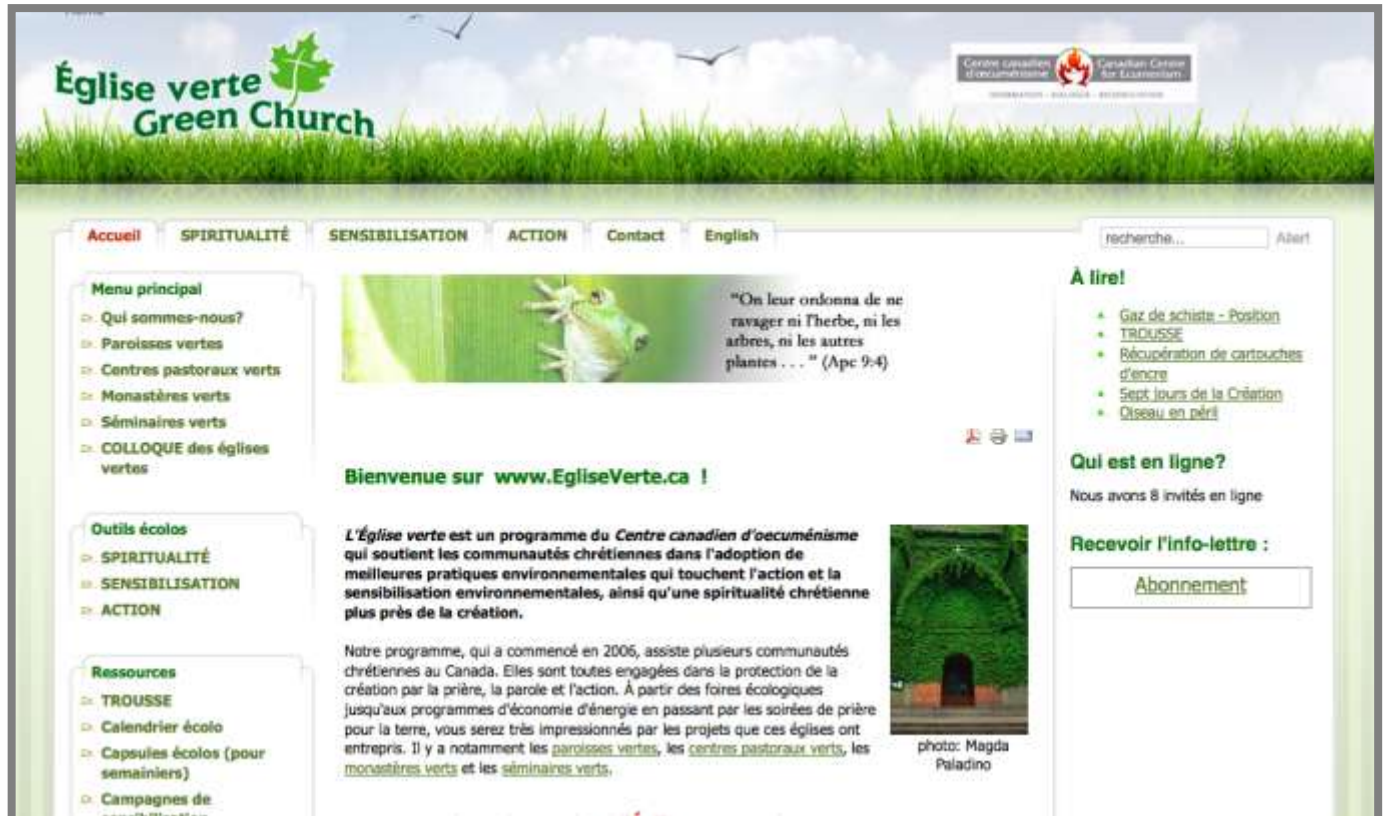 Église verte
Green Church
Centre canadien
d'oecuménisme
Canadian Centre
for Ecumenism
Accueil
SPIRITUALITÉ
SENSIBILISATION
ACTION
Contact
English
recherche...
Menu principal
Qui sommes-nous?
Paroisses vertes
Centres pastoraux verts
Monastères verts
Séminaires verts
COLLOQUE des églises
vertes
Outils écolos
SPIRITUALITÉ
SENSIBILISATION
ACTION
Ressources
TROUSSE
Calendrier écolo
Capsules écolos (pour
semainiers)
Campagnes de
"On leur ordonna de ne
ravager ni l'herbe, ni les
arbres, ni les autres
plantes . . . " (Apc 9:4)
Bienvenue sur www.EgliseVerte.ca !
L'Église verte est un programme du Centre canadien d'oecuménisme
qui soutient les communautés chrétiennes dans l'adoption de
meilleures pratiques environnementales qui touchent l'action et la
sensibilisation environnementales, ainsi qu'une spiritualité chrétienne
plus près de la création.
Notre programme, qui a commencé en 2006, assiste plusieurs communautés
chrétiennes au Canada. Elles sont toutes engagées dans la protection de la
création par la prière, la parole et l'action. À partir des foires écologiques
jusqu'aux programmes d'économie d'énergie en passant par les soirées de prière
pour la terre, vous serez très impressionnés par les projets que ces églises ont
entrepris. Il y a notamment les paroisses vertes, les centres pastoraux verts, les
monastères verts et les séminaires verts.
photo: Magda
Paladino
À lire!
Gaz de schiste - Position
TROUSSE
Récupération de cartouches
d'encre
Sept jours de la Création
Oiseau en péril
Qui est en ligne?
Nous avons 8 invités en ligne
Recevoir l'info-lettre :
Abonnement